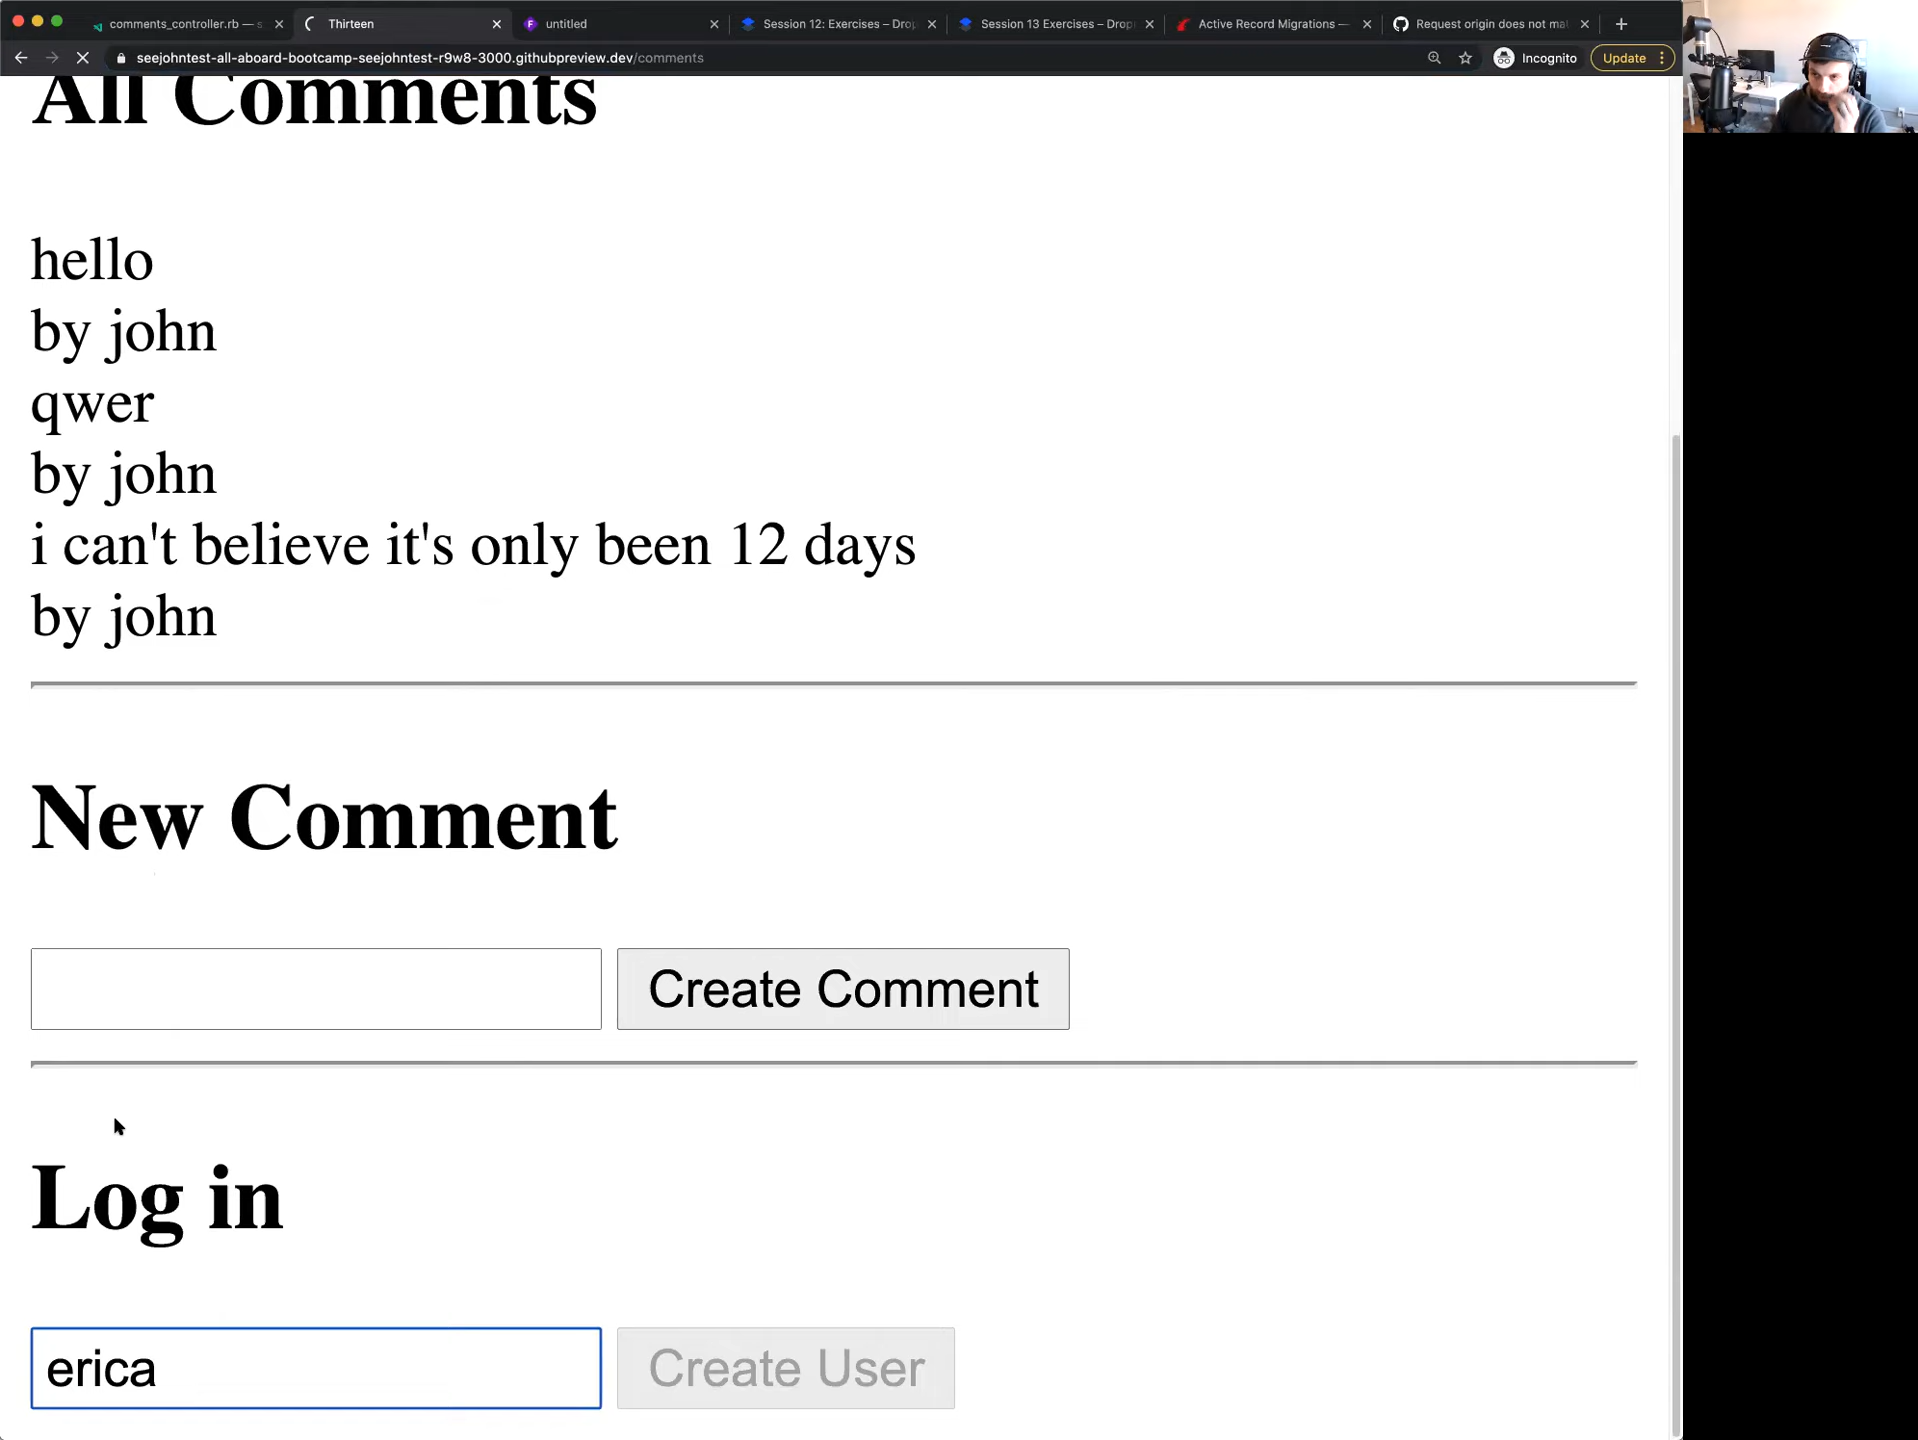 comments_controller.rb — s
Thirteen
untitled
Session 12: Exercises – Drop
Session 13 Exercises – Drop
Active Record Migrations —
Request origin does not ma
seejohntest-all-aboard-bootcamp-seejohntest-r9w8-3000.githubpreview.dev/comments
Incognito
Update
All Comments
hello
by john
qwer
by john
i can't believe it's only been 12 days
by john
New Comment
Create Comment
Log in
erica
Create User